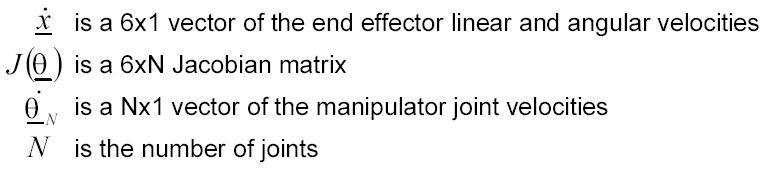 ẋ is a 6x1 vector of the end effector linear and angular velocities
J(θ) is a 6xN Jacobian matrix
θ̇_N is a Nx1 vector of the manipulator joint velocities
N is the number of joints